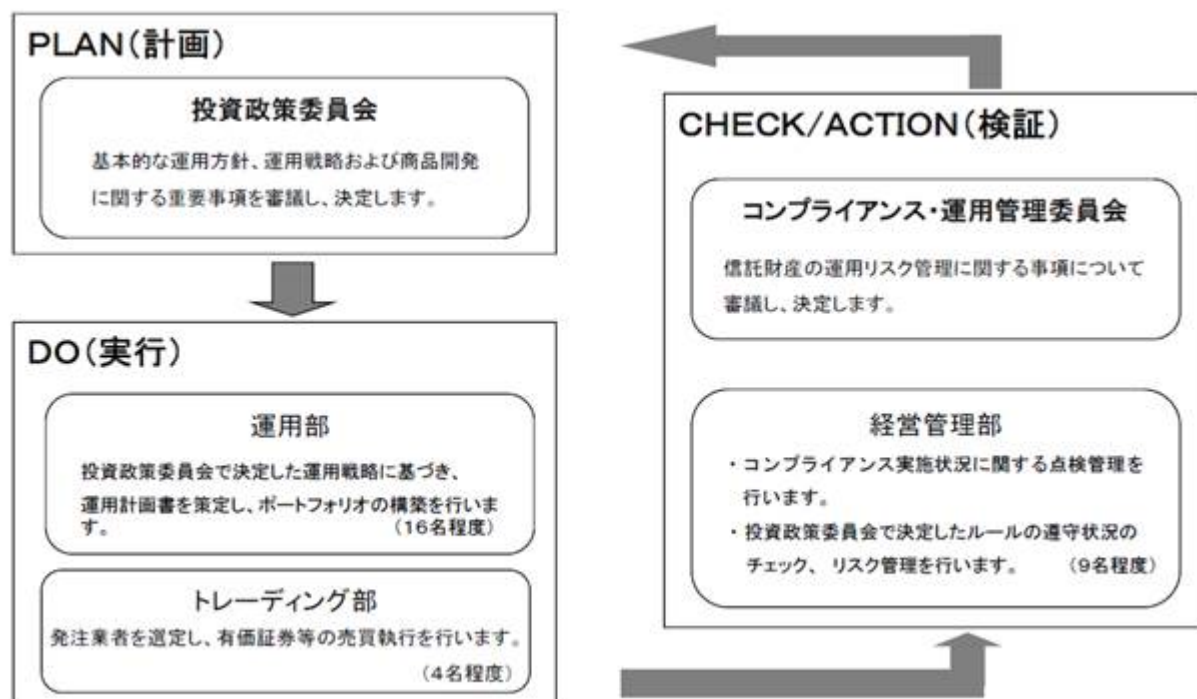 PLAN(計画)
投資政策委員会
基本的な運用方針、運用戦略および商品開発
に関する重要事項を審議し、決定します。
DO(実行)
運用部
投資政策委員会で決定した運用戦略に基づき、
運用計画書を策定し、ポートフォリオの構築を行いま
す。 (16名程度)
トレーディング部
発注業者を選定し、有価証券等の売買執行を行います。
(4名程度)
CHECK/ACTION(検証)
コンプライアンス・運用管理委員会
信託財産の運用リスク管理に関する事項について
審議し、決定します。
経営管理部
・コンプライアンス実施状況に関する点検管理を
行います。
・投資政策委員会で決定したルールの遵守状況の
チェック、 リスク管理を行います。 (9名程度)